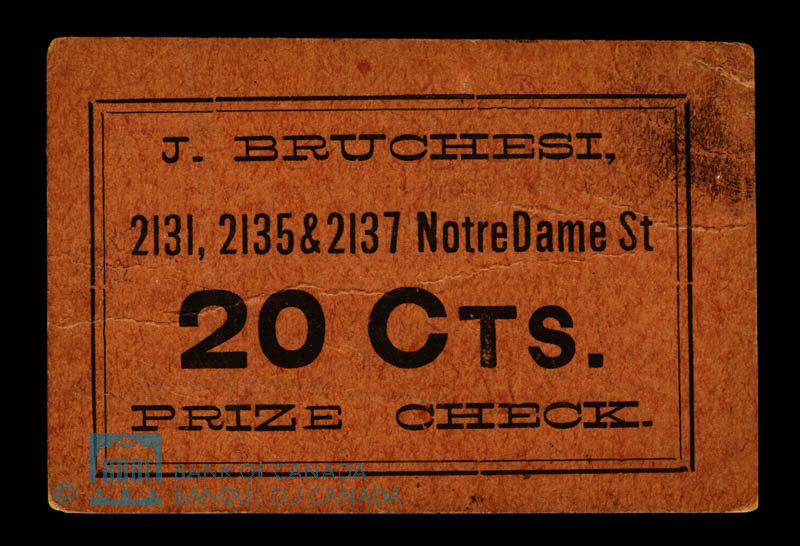 J. BRUCHESI,
2131, 2135 & 2137 Notre Dame St
20 CTS.
PRIZE CHECK.
© BANK OF CANADA
BANQUE DU CANADA